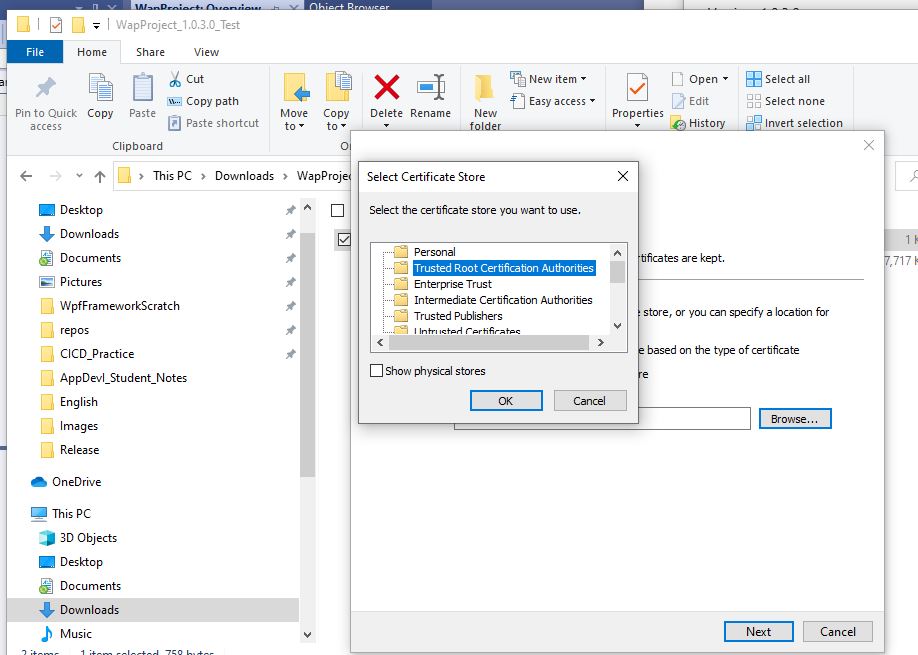 WapProject: Overview
Object Browser
WapProject_1.0.3.0_Test
File
Home
Share
View
Pin to Quick access
Copy
Paste
Cut
Copy path
Paste shortcut
Clipboard
Move to
Copy to
Delete
Rename
New folder
New item
Easy access
Properties
Open
Edit
History
Select all
Select none
Invert selection
This PC
Downloads
WapProjec
Desktop
Downloads
Documents
Pictures
WpfFrameworkScratch
repos
CICD_Practice
AppDevI_Student_Notes
English
Images
Release
OneDrive
This PC
3D Objects
Desktop
Documents
Downloads
Music
2 items
1 item selected 758 bytes
Select Certificate Store
Select the certificate store you want to use.
Personal
Trusted Root Certification Authorities
Enterprise Trust
Intermediate Certification Authorities
Trusted Publishers
Untrusted Certificates
Show physical stores
OK
Cancel
rtificates are kept.
e store, or you can specify a location for
e based on the type of certificate
re
Browse...
Next
Cancel
1 K
7,717 K